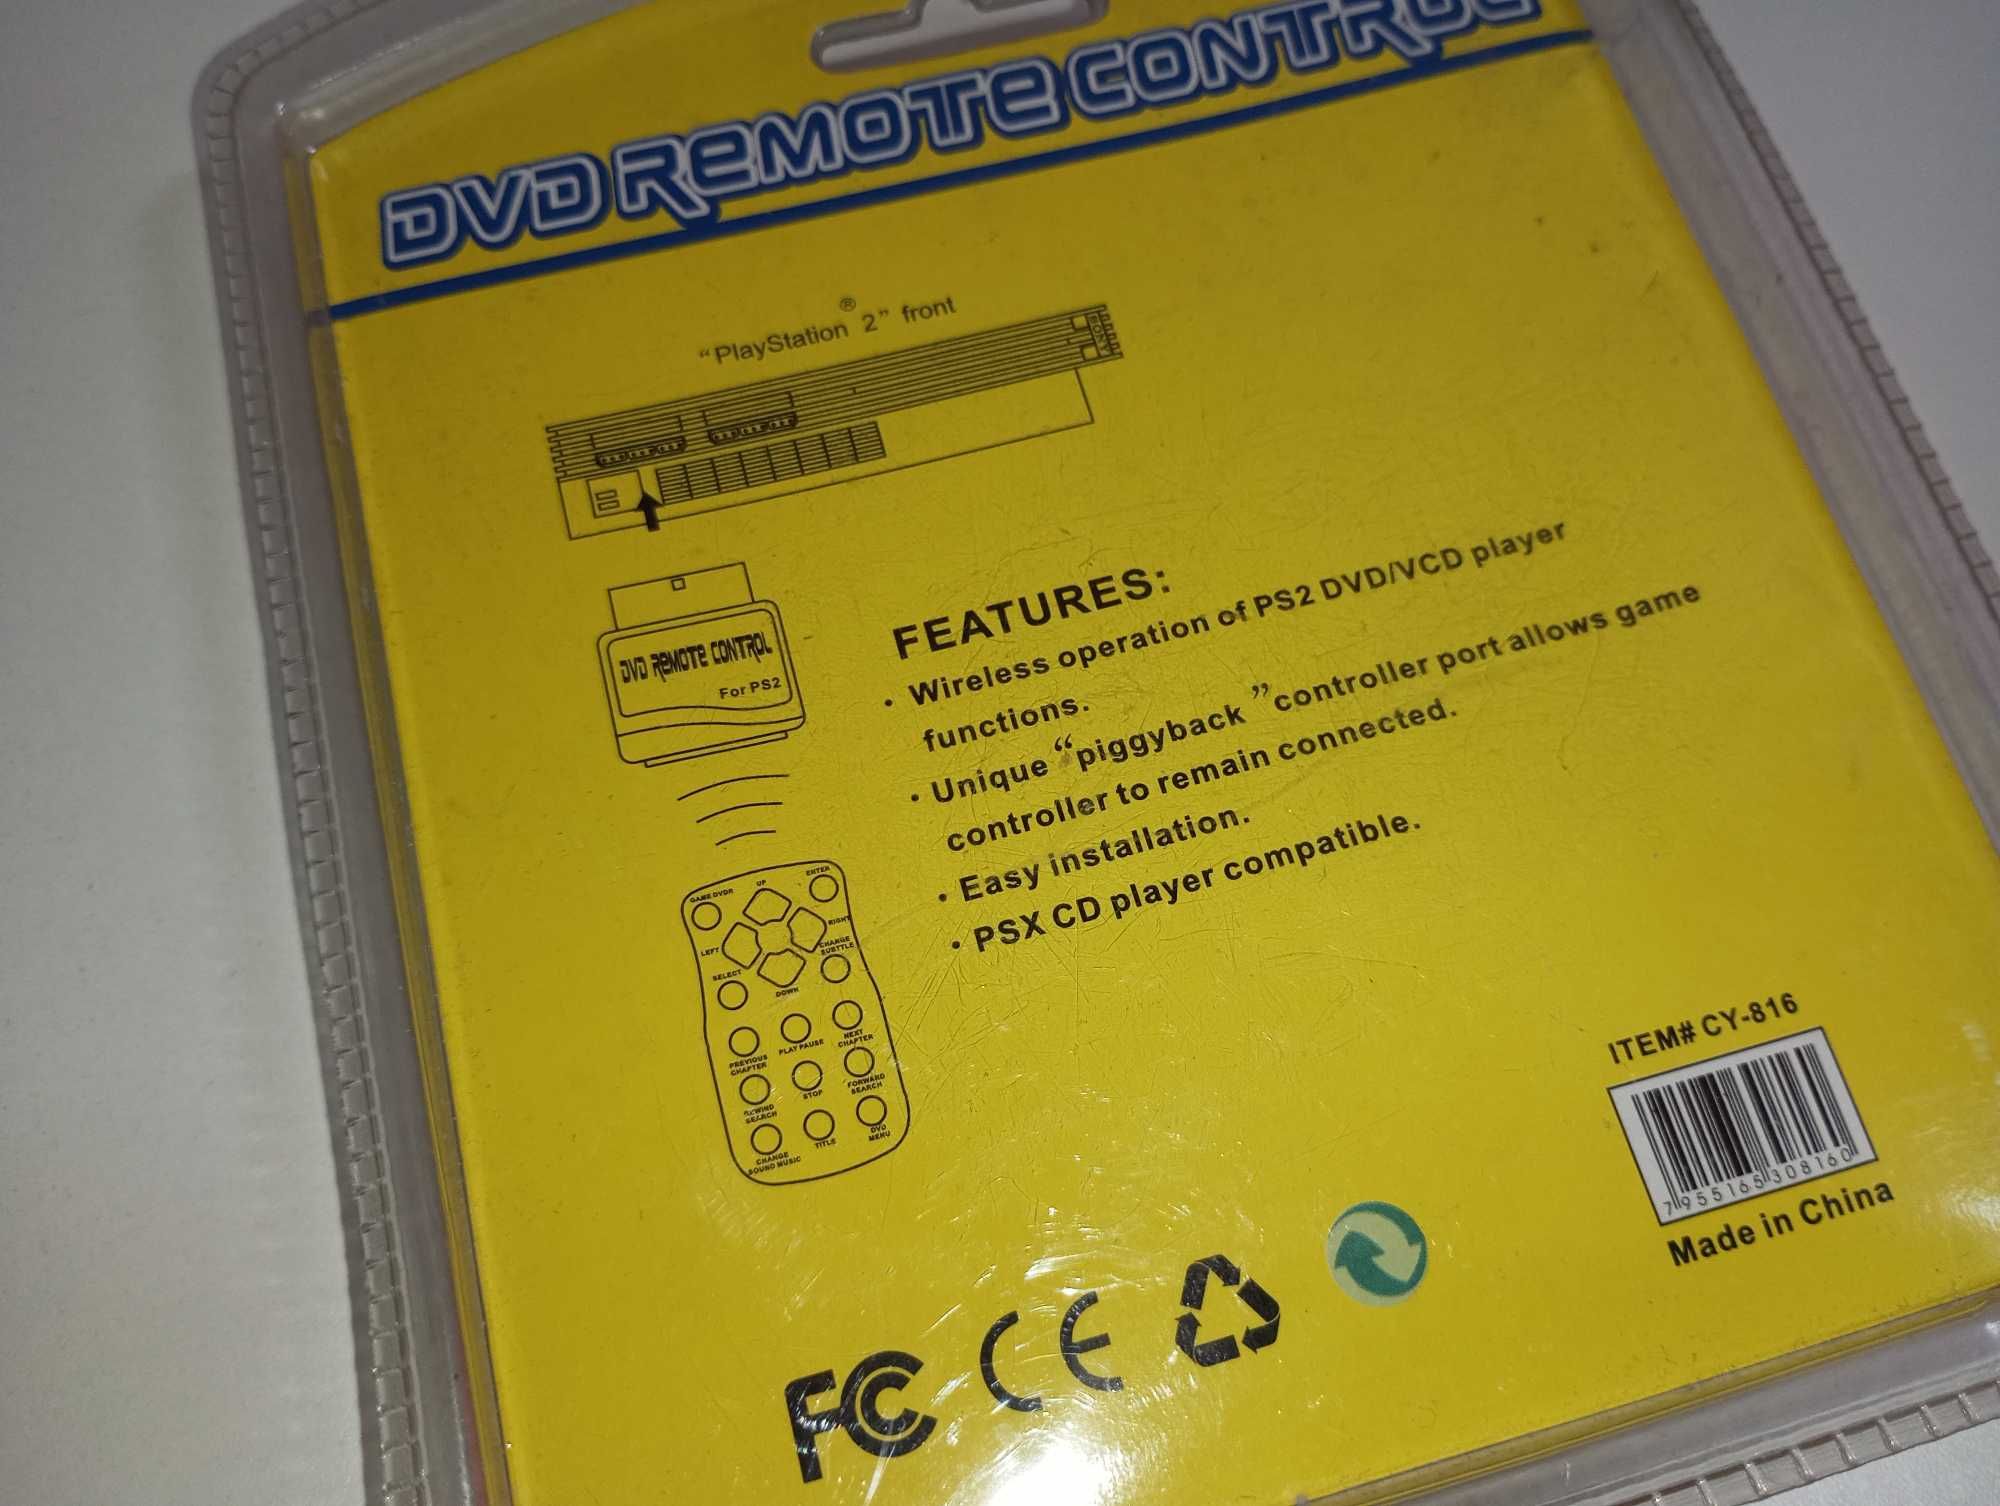 DVD REMOTE CONTROL
“PlayStation® 2” front
SONY
DVD REMOTE CONTROL
For PS2
FEATURES:
· Wireless operation of PS2 DVD/VCD player
functions.
· Unique “piggyback ”controller port allows game
controller to remain connected.
· Easy installation.
· PSX CD player compatible.
GAME DVDR
UP
ENTER
LEFT
RIGHT
SELECT
DOWN
CHANGE
SUBTTLE
PREVIOUS
CHAPTER
PLAY PAUSE
NEXT
CHAPTER
REWIND
SEARCH
STOP
FORWARD
SEARCH
CHANGE
SOUND MUSIC
TITLE
DVD
MENU
ITEM# CY-816
7 955165 308160
Made in China
FC CE